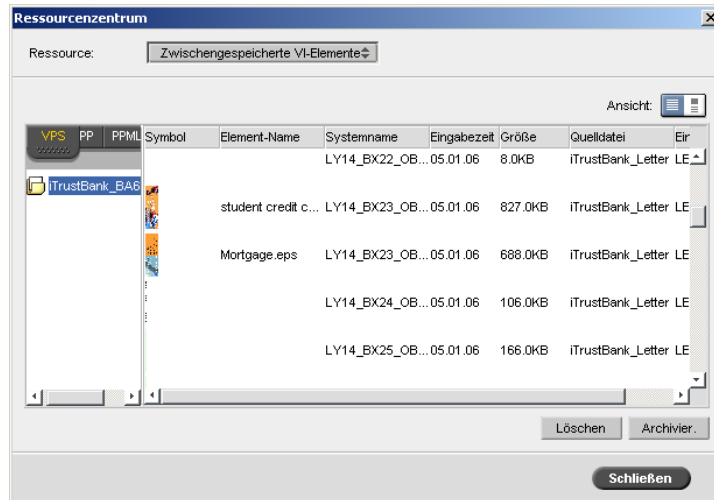 Ressourcenzentrum
Ressource: Zwischengespeicherte VI-Elemente
Ansicht:
VPS PP PPML Symbol Element-Name Systemname Eingabezeit Größe Quelldatei Ein
LY14_BX22_OB... 05.01.06 8.0KB iTrustBank_Letter LE
iTrustBank_BA6
student credit c... LY14_BX23_OB... 05.01.06 827.0KB iTrustBank_Letter LE
Mortgage.eps LY14_BX23_OB... 05.01.06 688.0KB iTrustBank_Letter LE
LY14_BX24_OB... 05.01.06 106.0KB iTrustBank_Letter LE
LY14_BX25_OB... 05.01.06 166.0KB iTrustBank_Letter LE
Löschen Archivier.
Schließen